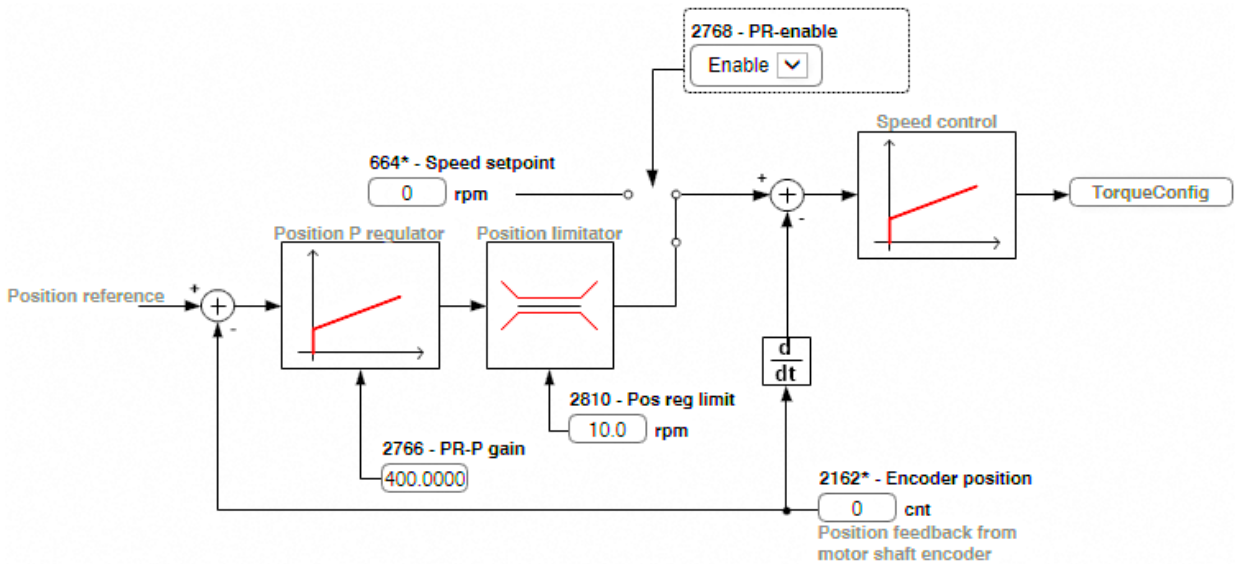 2768 - PR-enable
Enable
Speed control
664* - Speed setpoint
0 rpm
+
+
-
TorqueConfig
Position P regulator
Position limitator
Position reference
+
+
-
d
dt
2810 - Pos reg limit
10.0 rpm
2766 - PR-P gain
400.0000
2162* - Encoder position
0 cnt
Position feedback from
motor shaft encoder